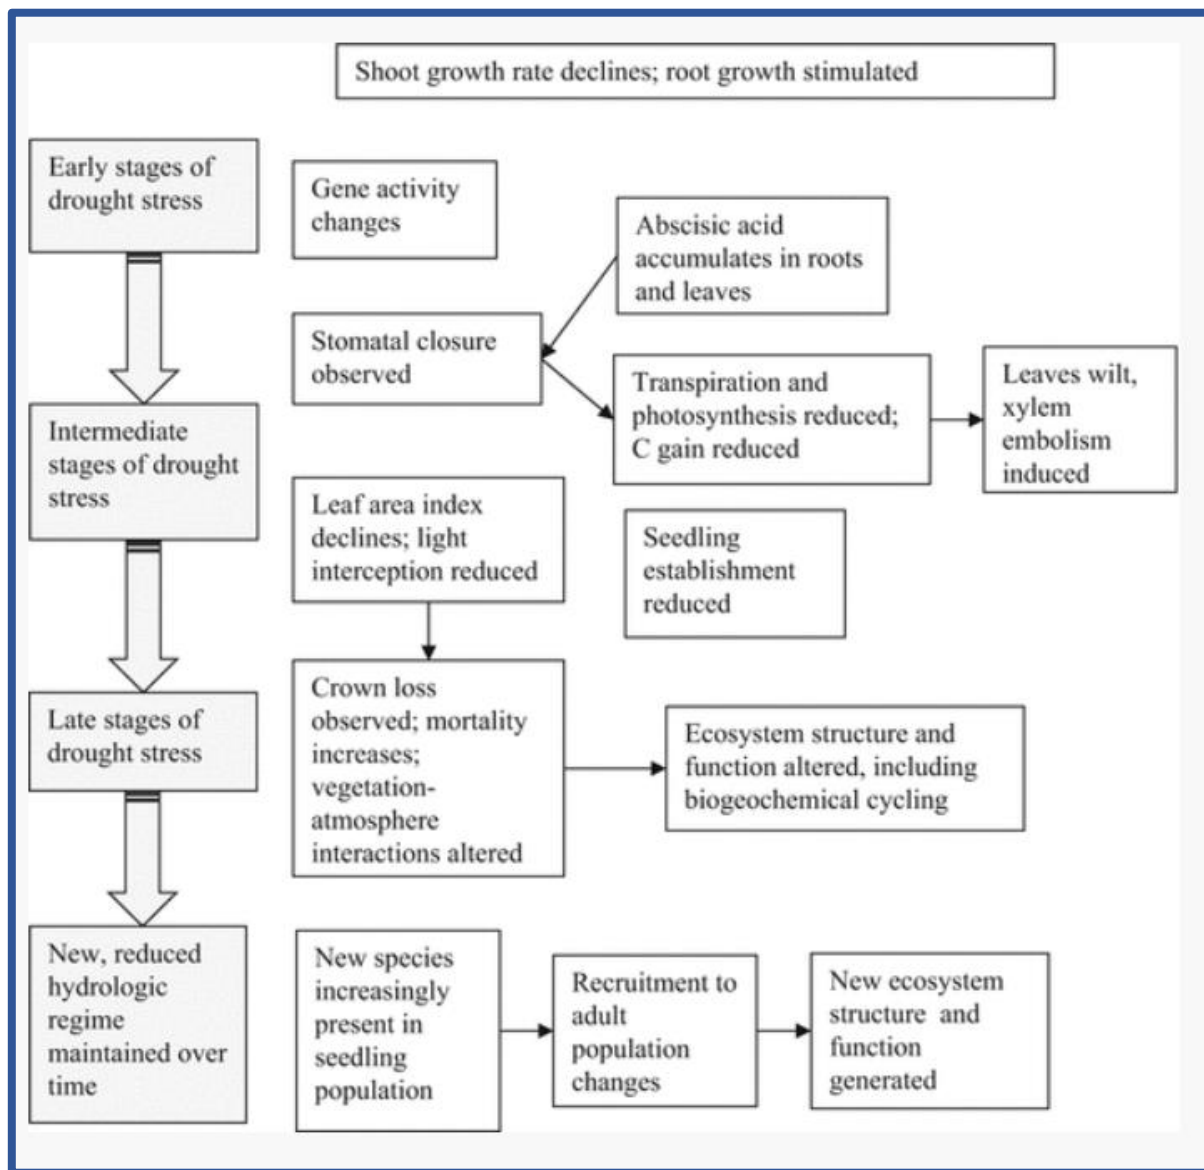 Shoot growth rate declines; root growth stimulated
Early stages of
drought stress
Gene activity
changes
Abscisic acid
accumulates in roots
and leaves
Stomatal closure
observed
Transpiration and
photosynthesis reduced;
C gain reduced
Leaves wilt,
xylem
embolism
induced
Intermediate
stages of drought
stress
Leaf area index
declines; light
interception reduced
Seedling
establishment
reduced
Late stages of
drought stress
Crown loss
observed; mortality
increases;
vegetation-
atmosphere
interactions altered
Ecosystem structure and
function altered, including
biogeochemical cycling
New, reduced
hydrologic
regime
maintained over
time
New species
increasingly
present in
seedling
population
Recruitment to
adult
population
changes
New ecosystem
structure and
function
generated